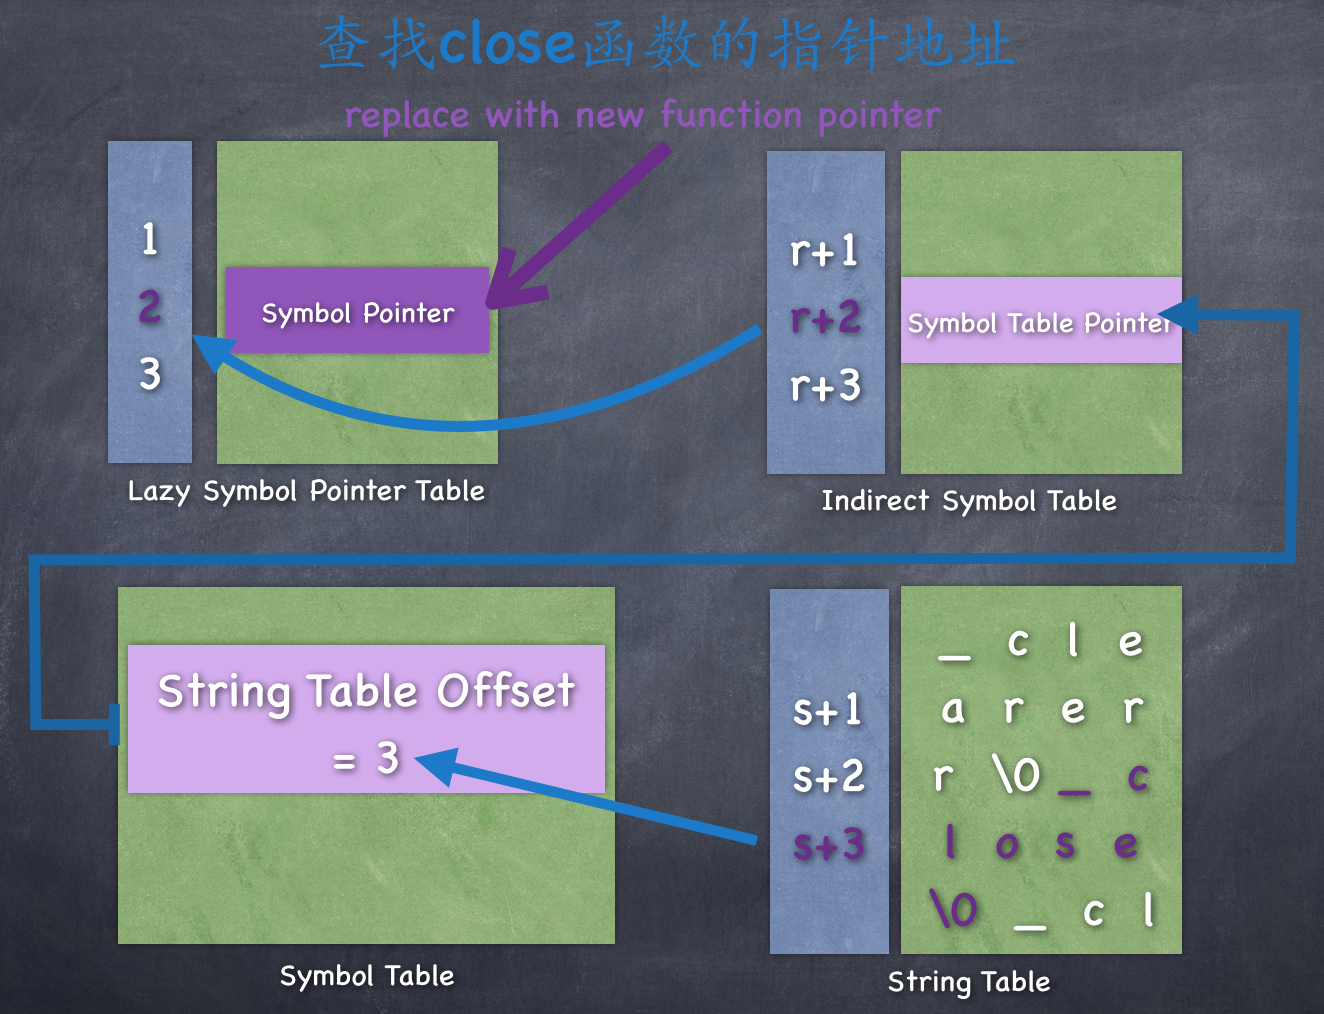 查找close函数的指针地址
replace with new function pointer
1
2
3
Symbol Pointer
Lazy Symbol Pointer Table
r+1
r+2
r+3
Symbol Table Pointer
Indirect Symbol Table
String Table Offset
= 3
Symbol Table
s+1
s+2
s+3
_ c l e
a r e r
r \0 _ c
l o s e
\0 _ c l
String Table